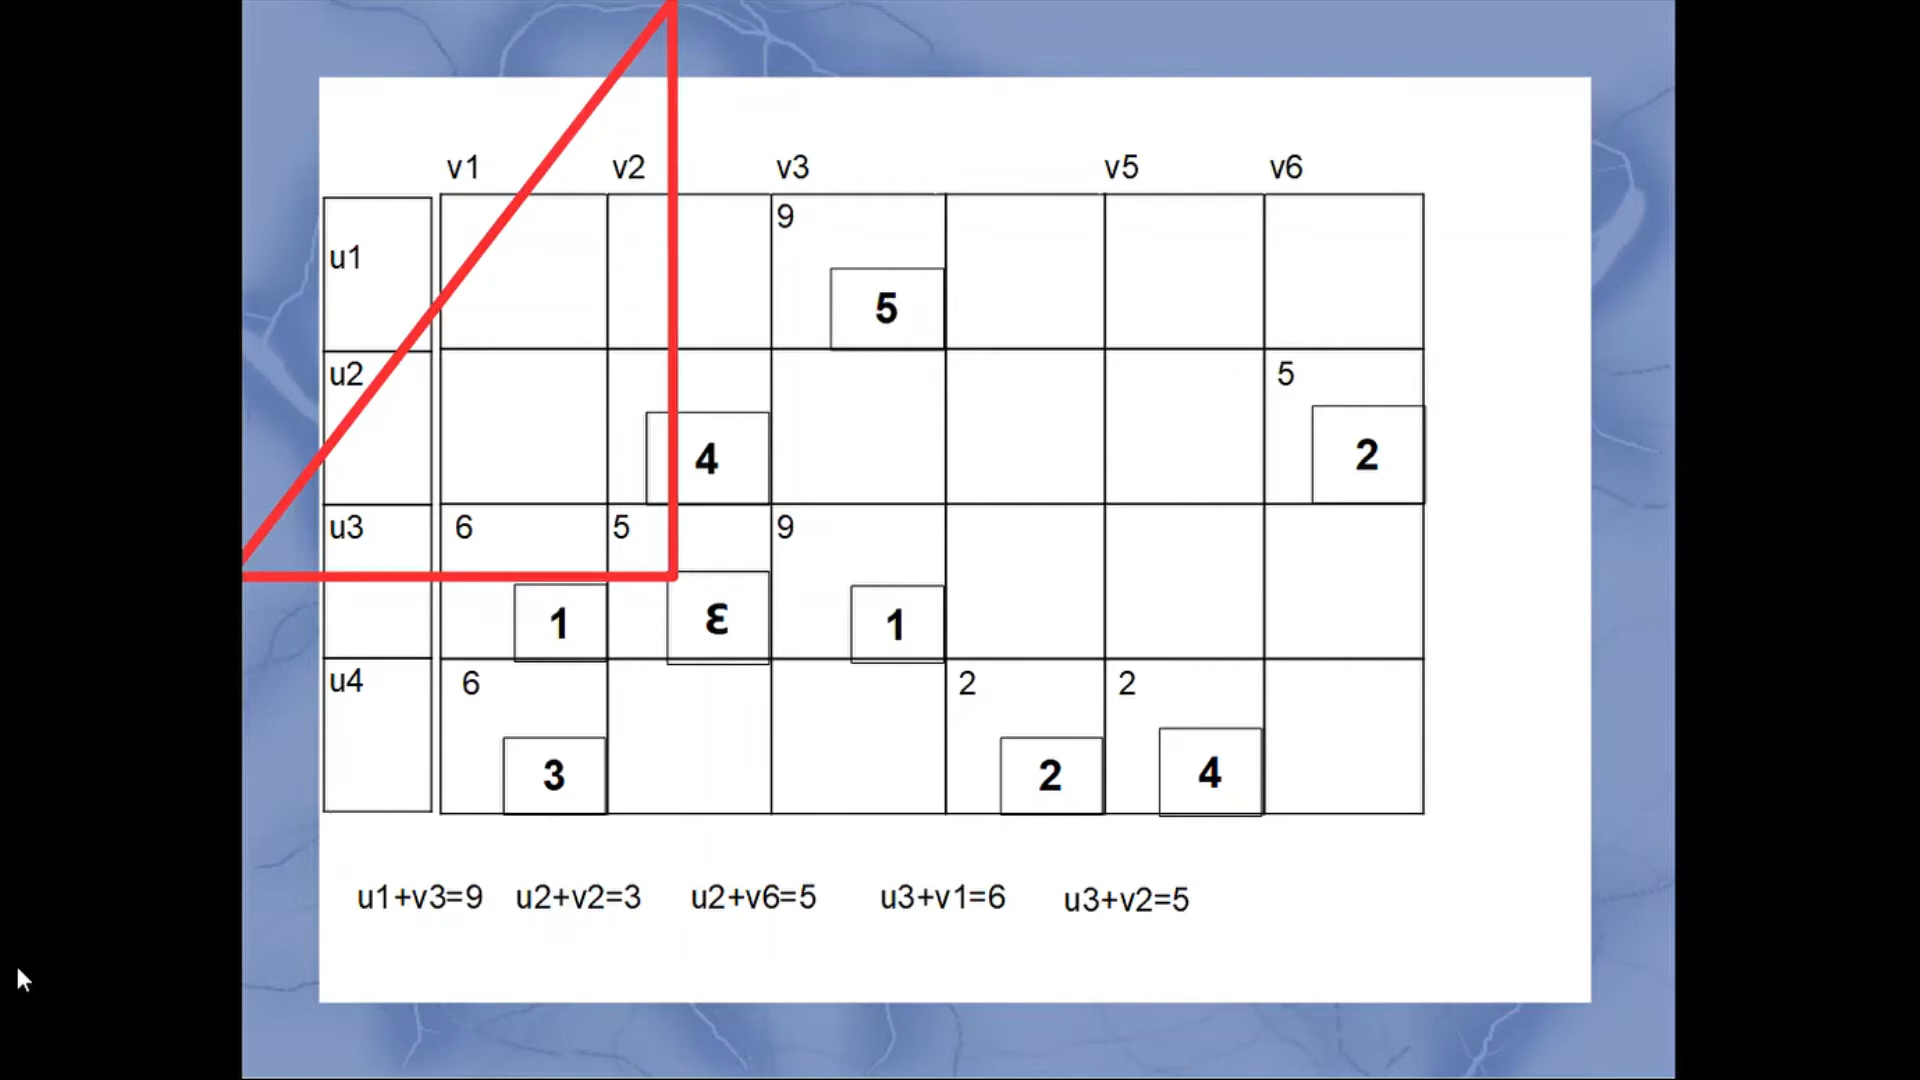 v1 v2 v3 v5 v6
u1 9 5
u2 4 5 2
u3 6 1 5 ε 9 1
u4 6 3 2 2 2 4
u1+v3=9 u2+v2=3 u2+v6=5 u3+v1=6 u3+v2=5